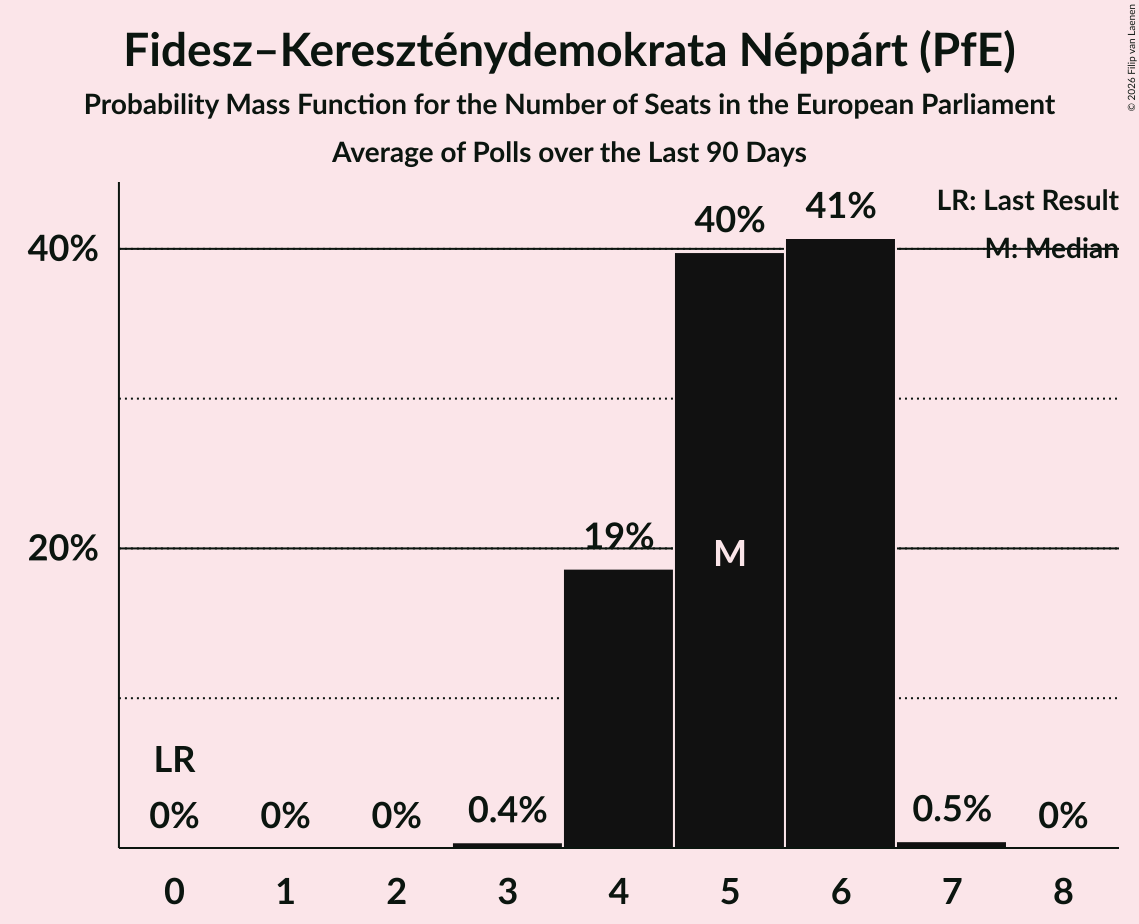 Fidesz–Kereszténydemokrata Néppárt (PfE)
Probability Mass Function for the Number of Seats in the European Parliament
Average of Polls over the Last 90 Days
© 2026 Filip van Laenen
LR: Last Result
M: Median
40%
20%
LR
0%
0%
0%
0.4%
19%
40%
M
41%
0.5%
0%
0
1
2
3
4
5
6
7
8